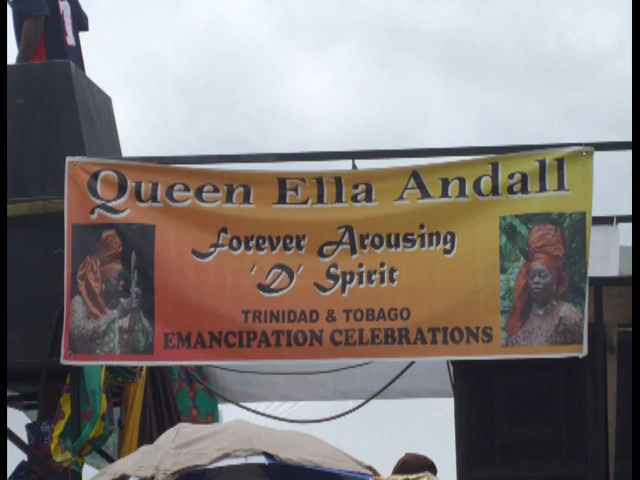 Queen Ella Andall
Forever Arousing
'D' Spirit
TRINIDAD & TOBAGO
EMANCIPATION CELEBRATIONS